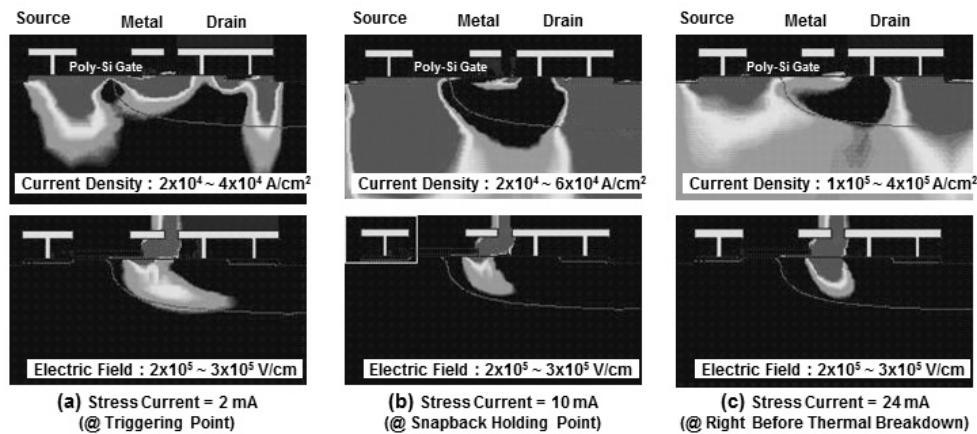 Source Metal Drain
Source Metal Drain
Source Metal Drain
Poly-Si Gate
Poly-Si Gate
Poly-Si Gate
Current Density : 2x10⁴ ~ 4x10⁴ A/cm²
Current Density : 2x10⁴ ~ 6x10⁴ A/cm²
Current Density : 1x10⁵ ~ 4x10⁵ A/cm²
Electric Field : 2x10⁵ ~ 3x10⁵ V/cm
Electric Field : 2x10⁵ ~ 3x10⁵ V/cm
Electric Field : 2x10⁵ ~ 3x10⁵ V/cm
(a) Stress Current = 2 mA
(@ Triggering Point)
(b) Stress Current = 10 mA
(@ Snapback Holding Point)
(c) Stress Current = 24 mA
(@ Right Before Thermal Breakdown)